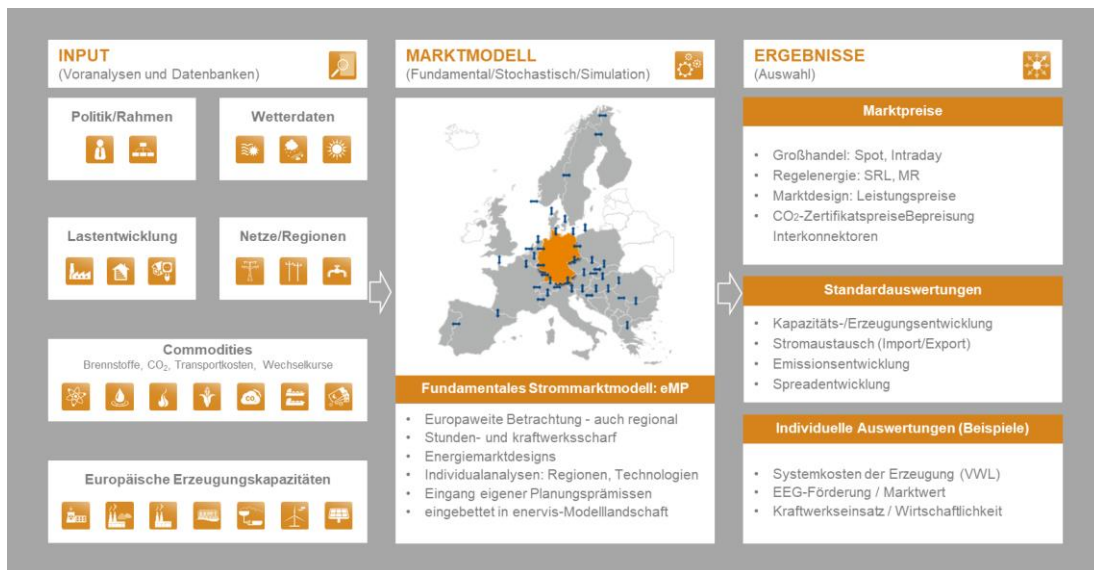 INPUT
(Voranalysen und Datenbanken)
Politik/Rahmen
Wetterdaten
Lastentwicklung
Netze/Regionen
Commodities
Brennstoffe, CO₂, Transportkosten, Wechselkurse
CO₂
Europäische Erzeugungskapazitäten
MARKTMODELL
(Fundamental/Stochastisch/Simulation)
Fundamentales Strommarktmodell: eMP
• Europaweite Betrachtung - auch regional
• Stunden- und kraftwerksscharf
• Energiemarktdesigns
• Individualanalysen: Regionen, Technologien
• Eingang eigener Planungsprämissen
• eingebettet in enervis-Modelllandschaft
ERGEBNISSE
(Auswahl)
Marktpreise
• Großhandel: Spot, Intraday
• Regelenergie: SRL, MR
• Marktdesign: Leistungspreise
• CO2-ZertifikatspreiseBepreisung
Interkonnektoren
Standardauswertungen
• Kapazitäts-/Erzeugungsentwicklung
• Stromaustausch (Import/Export)
• Emissionsentwicklung
• Spreadentwicklung
Individuelle Auswertungen (Beispiele)
• Systemkosten der Erzeugung (VWL)
• EEG-Förderung / Marktwert
• Kraftwerkseinsatz / Wirtschaftlichkeit